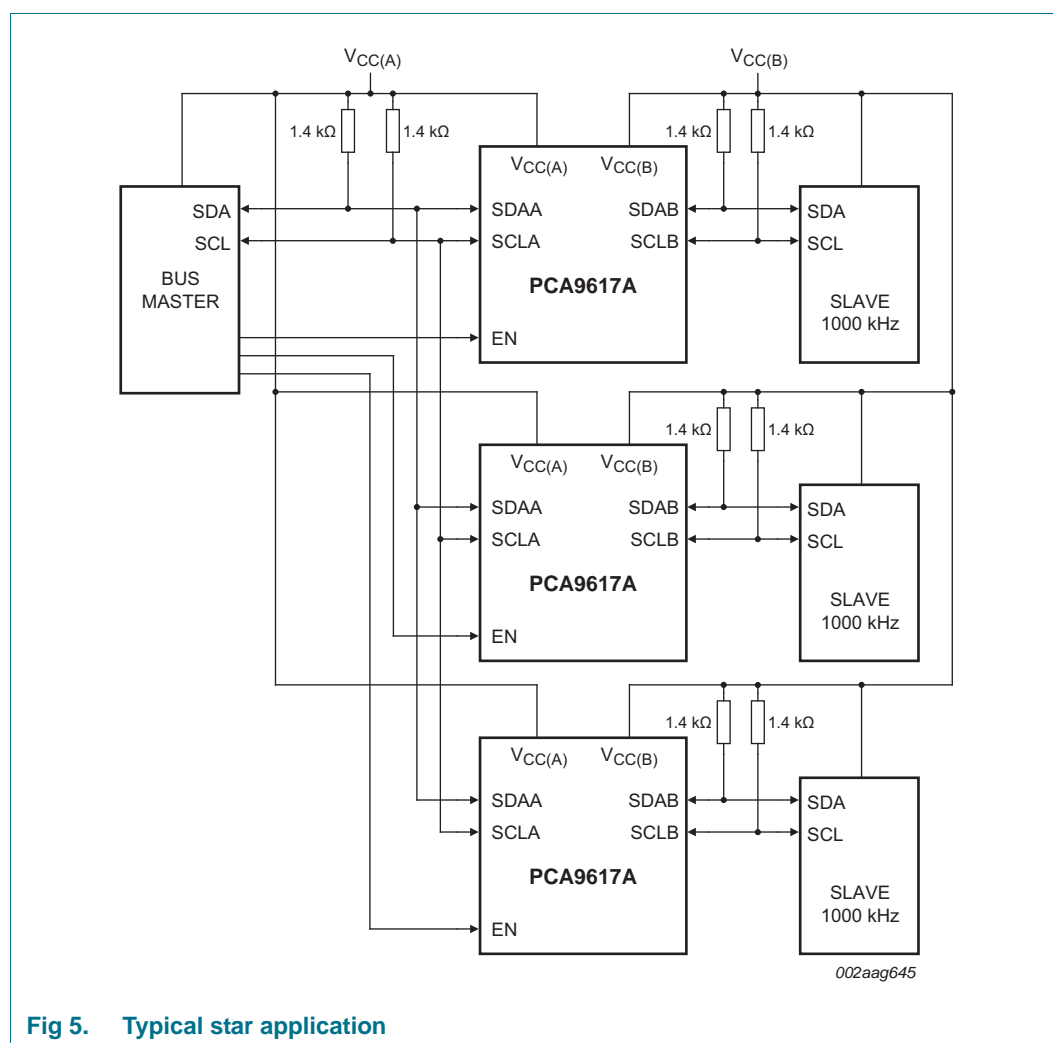 VCC(A)
VCC(B)
1.4 kΩ
1.4 kΩ
1.4 kΩ
1.4 kΩ
VCC(A)
VCC(B)
SDA
SDAA
SDAB
SDA
SCL
SCLA
SCLB
SCL
BUS
MASTER
PCA9617A
SLAVE
1000 kHz
EN
1.4 kΩ
1.4 kΩ
VCC(A)
VCC(B)
SDAA
SDAB
SDA
SCLA
SCLB
SCL
PCA9617A
SLAVE
1000 kHz
EN
1.4 kΩ
1.4 kΩ
VCC(A)
VCC(B)
SDAA
SDAB
SDA
SCLA
SCLB
SCL
PCA9617A
SLAVE
1000 kHz
EN
002aag645
Fig 5. Typical star application